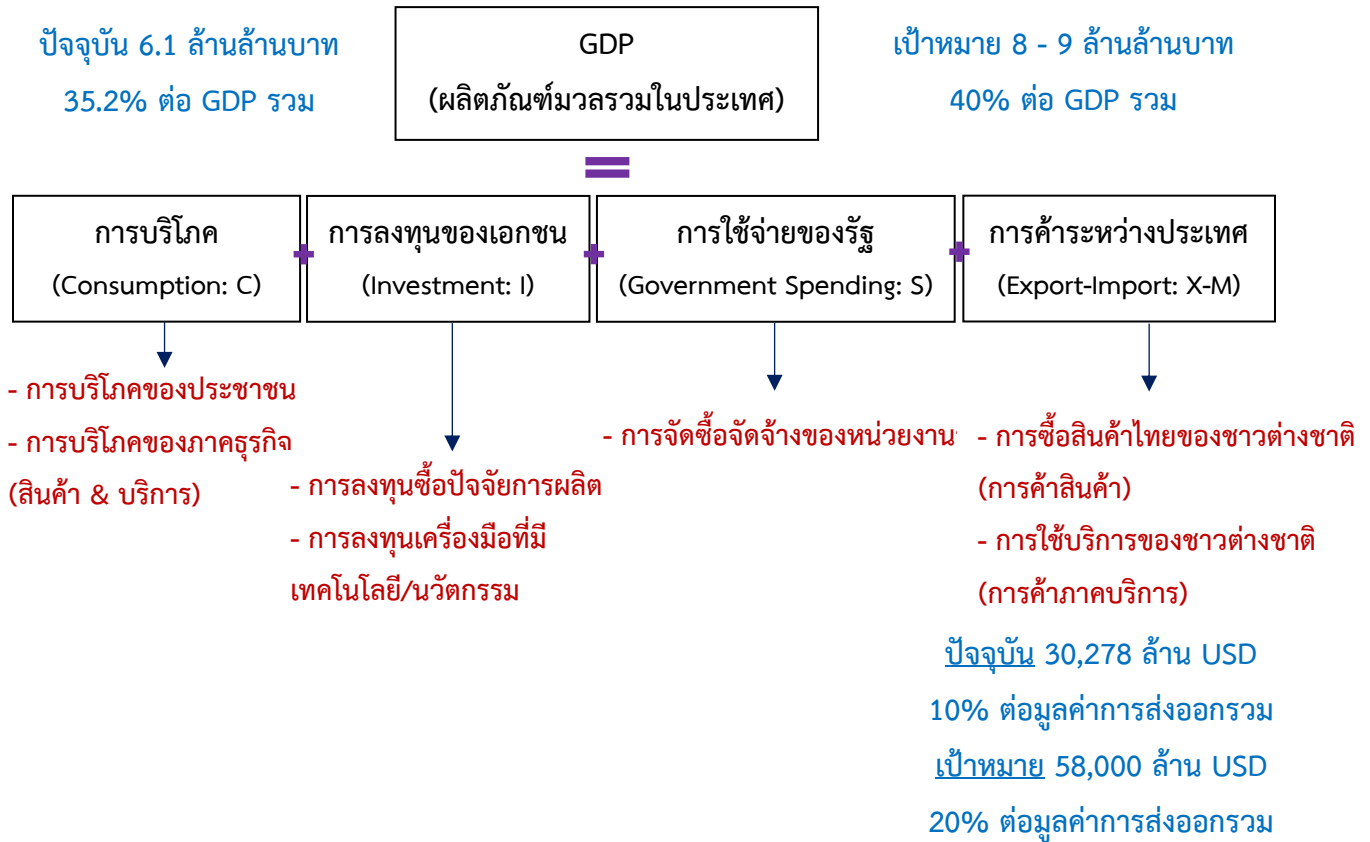 ปัจจุบัน 6.1 ล้านล้านบาท
35.2% ต่อ GDP รวม
GDP
(ผลิตภัณฑ์มวลรวมในประเทศ)
เป้าหมาย 8 - 9 ล้านล้านบาท
40% ต่อ GDP รวม
=
การบริโภค
(Consumption: C)
+
การลงทุนของเอกชน
(Investment: I)
+
การใช้จ่ายของรัฐ
(Government Spending: S)
+
การค้าระหว่างประเทศ
(Export-Import: X-M)
- การบริโภคของประชาชน
- การบริโภคของภาคธุรกิจ
(สินค้า & บริการ)
- การลงทุนซื้อปัจจัยการผลิต
- การลงทุนเครื่องมือที่มี
เทคโนโลยี/นวัตกรรม
- การจัดซื้อจัดจ้างของหน่วยงาน
- การซื้อสินค้าไทยของชาวต่างชาติ
(การค้าสินค้า)
- การใช้บริการของชาวต่างชาติ
(การค้าภาคบริการ)
ปัจจุบัน 30,278 ล้าน USD
10% ต่อมูลค่าการส่งออกรวม
เป้าหมาย 58,000 ล้าน USD
20% ต่อมูลค่าการส่งออกรวม